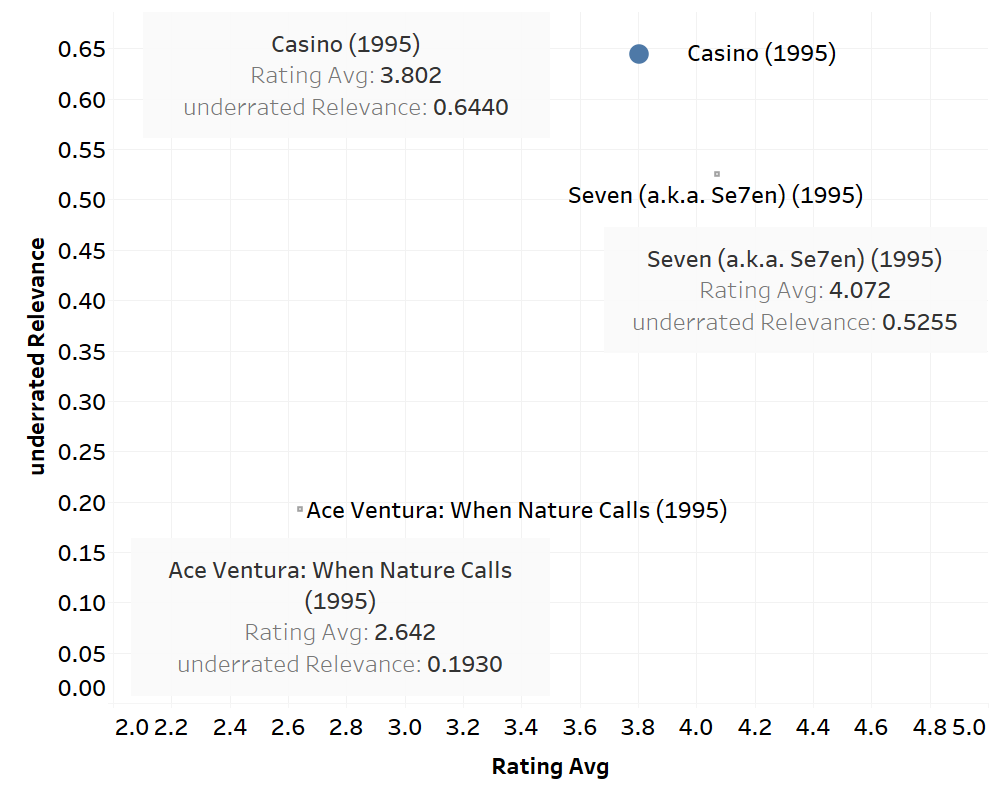 Casino (1995)
Rating Avg: 3.802
underrated Relevance: 0.6440
Casino (1995)
Seven (a.k.a. Se7en) (1995)
Seven (a.k.a. Se7en) (1995)
Rating Avg: 4.072
underrated Relevance: 0.5255
Ace Ventura: When Nature Calls (1995)
Ace Ventura: When Nature Calls
(1995)
Rating Avg: 2.642
underrated Relevance: 0.1930
underrated Relevance
0.65
0.60
0.55
0.50
0.45
0.40
0.35
0.30
0.25
0.20
0.15
0.10
0.05
0.00
2.0 2.2 2.4 2.6 2.8 3.0 3.2 3.4 3.6 3.8 4.0 4.2 4.4 4.6 4.8 5.0
Rating Avg